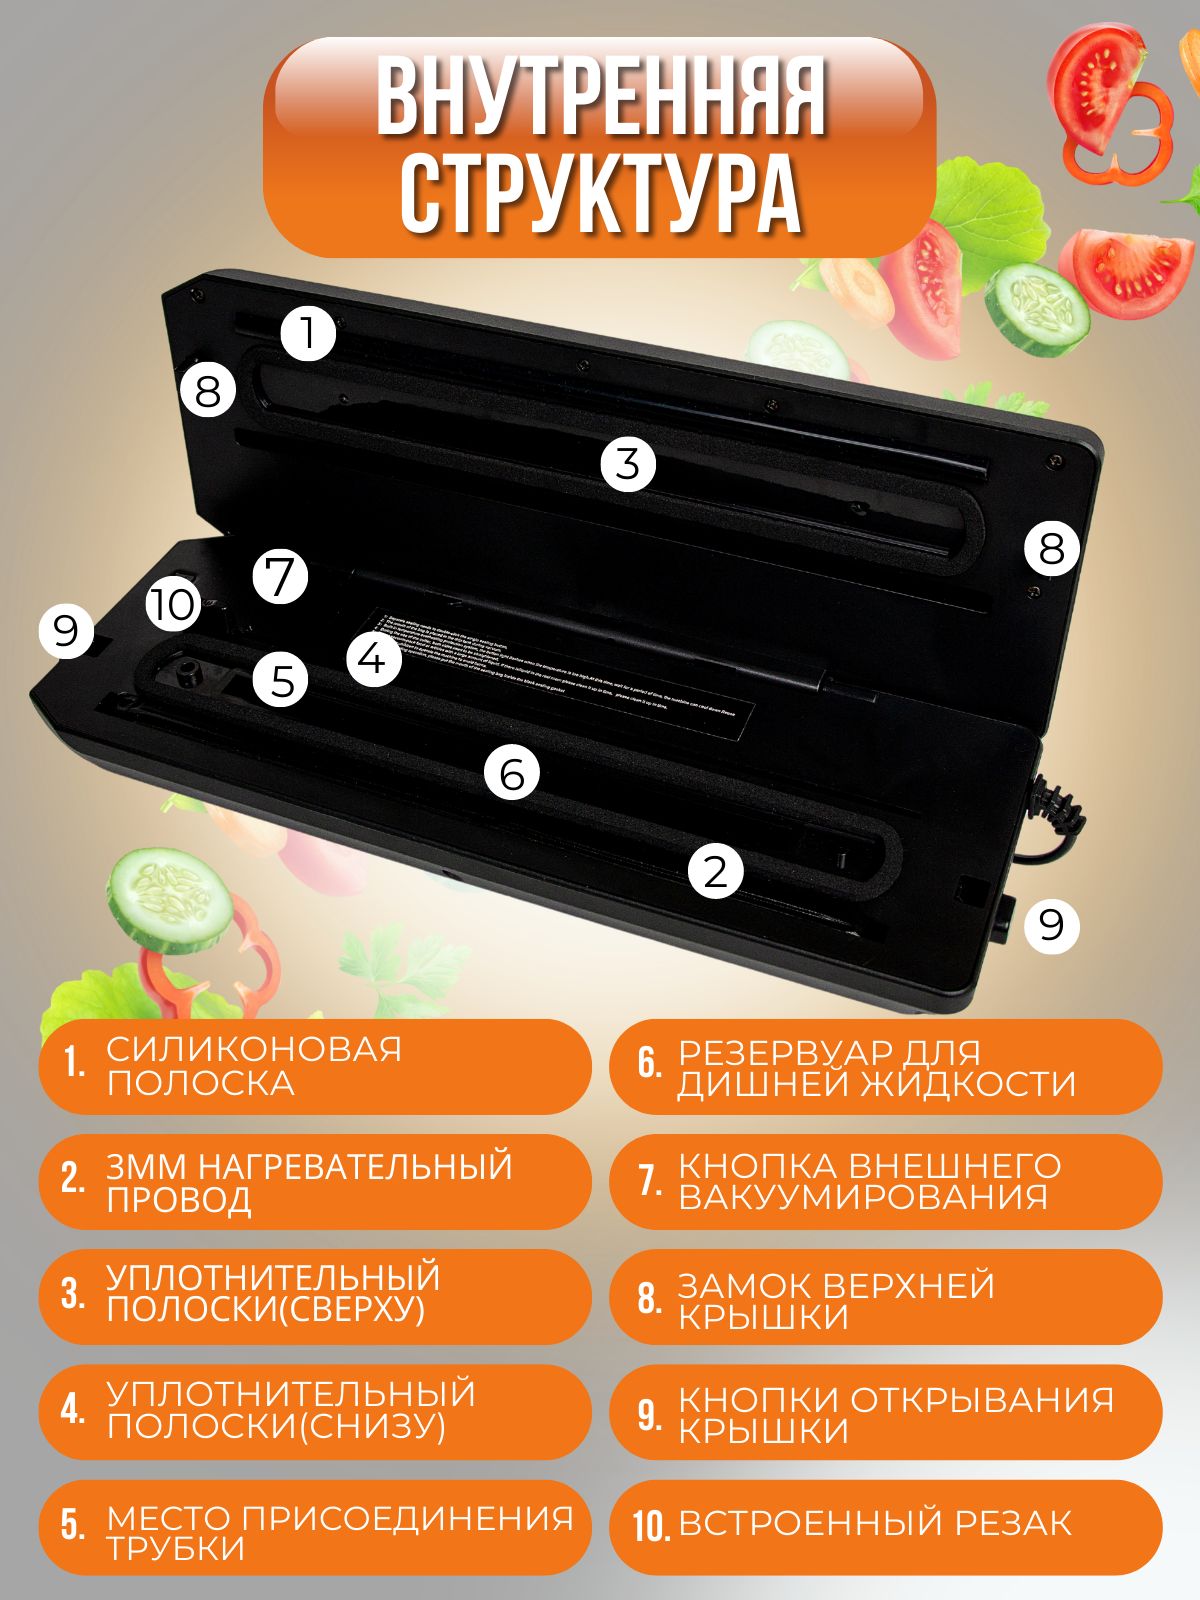 ВНУТРЕННЯЯ
СТРУКТУРА
1
8
3
8
7
10
9
4
5
6
2
9
1. СИЛИКОНОВАЯ
ПОЛОСКА
2. 3ММ НАГРЕВАТЕЛЬНЫЙ
ПРОВОД
3. УПЛОТНИТЕЛЬНЫЙ
ПОЛОСКИ(СВЕРХУ)
4. УПЛОТНИТЕЛЬНЫЙ
ПОЛОСКИ(СНИЗУ)
5. МЕСТО ПРИСОЕДИНЕНИЯ
ТРУБКИ
6. РЕЗЕРВУАР ДЛЯ
ДИШНЕЙ ЖИДКОСТИ
7. КНОПКА ВНЕШНЕГО
ВАКУУМИРОВАНИЯ
8. ЗАМОК ВЕРХНЕЙ
КРЫШКИ
9. КНОПКИ ОТКРЫВАНИЯ
КРЫШКИ
10. ВСТРОЕННЫЙ РЕЗАК